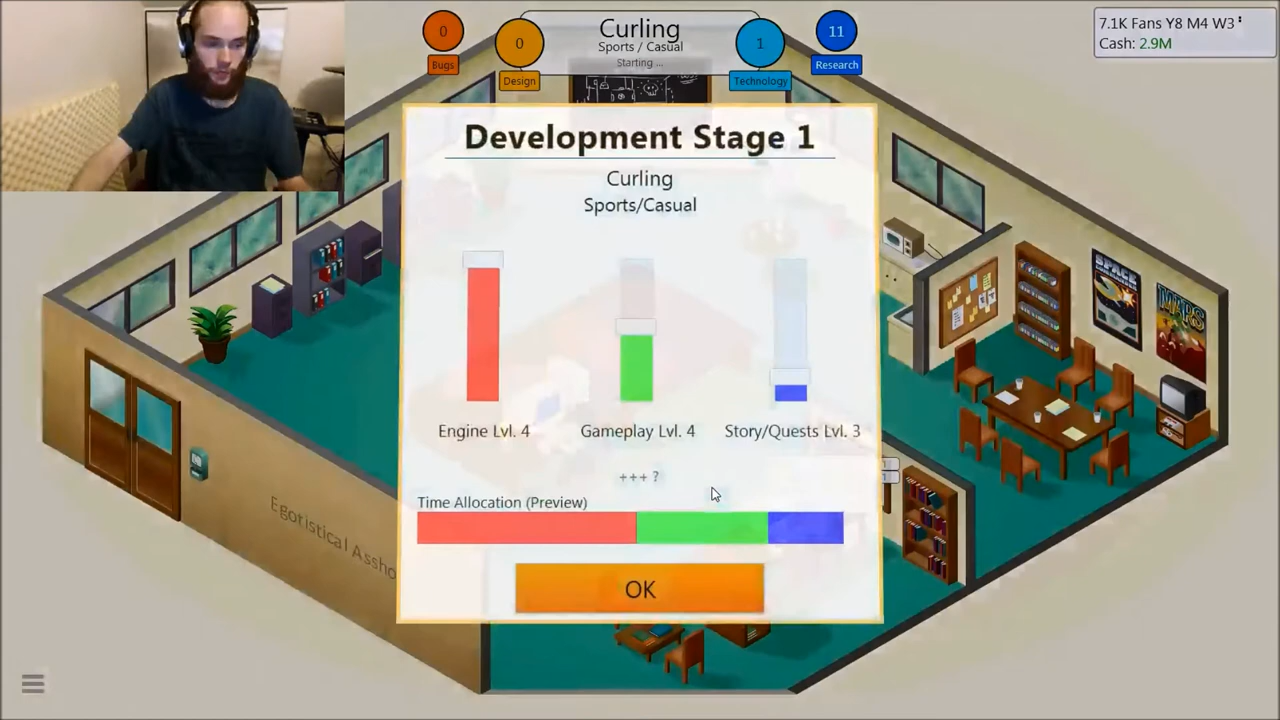 0
Bugs
0
Design
Curling
Sports / Casual
Starting ...
1
Technology
11
Research
7.1K Fans Y8 M4 W3
Cash: 2.9M
Development Stage 1
Curling
Sports/Casual
Engine Lvl. 4
Gameplay Lvl. 4
Story/Quests Lvl. 3
+++ ?
Time Allocation (Preview)
OK
Egotistical Assho
SPACE
MARS